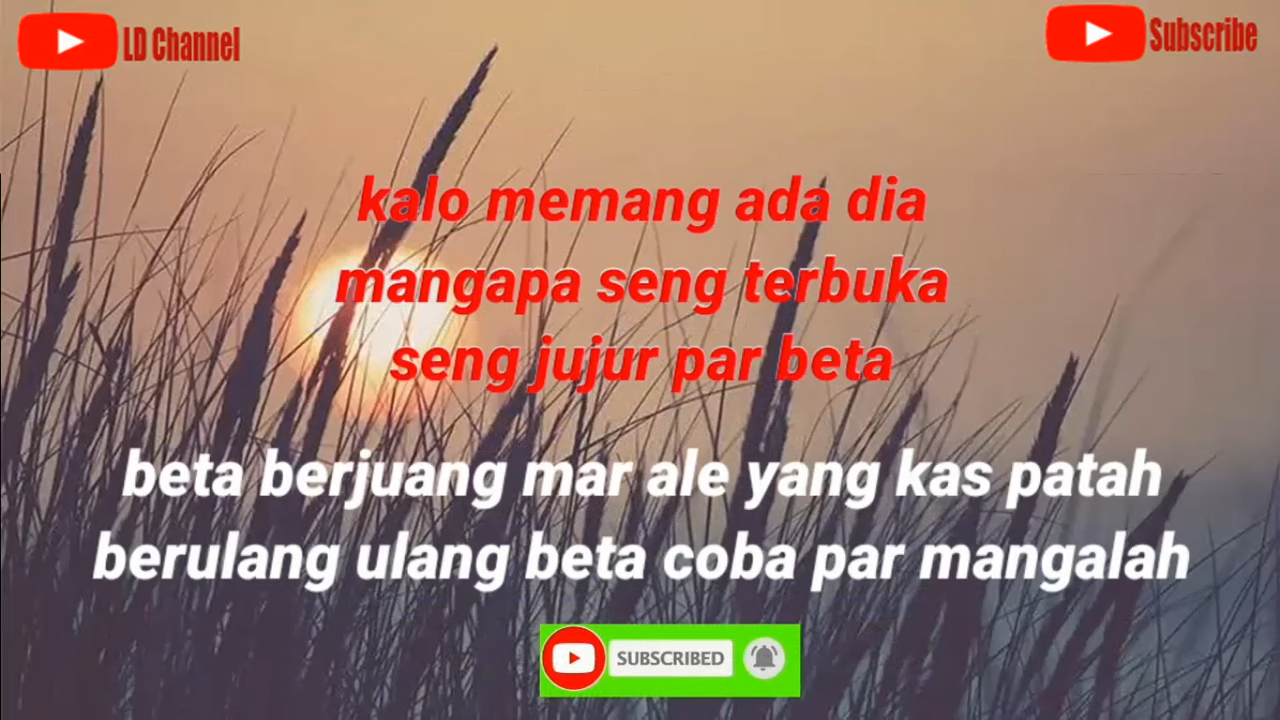 LD Channel
Subscribe
kalo memang ada dia
mangapa seng terbuka
seng jujur par beta
beta berjuang mar ale yang kas patah
berulang ulang beta coba par mangalah
SUBSCRIBED